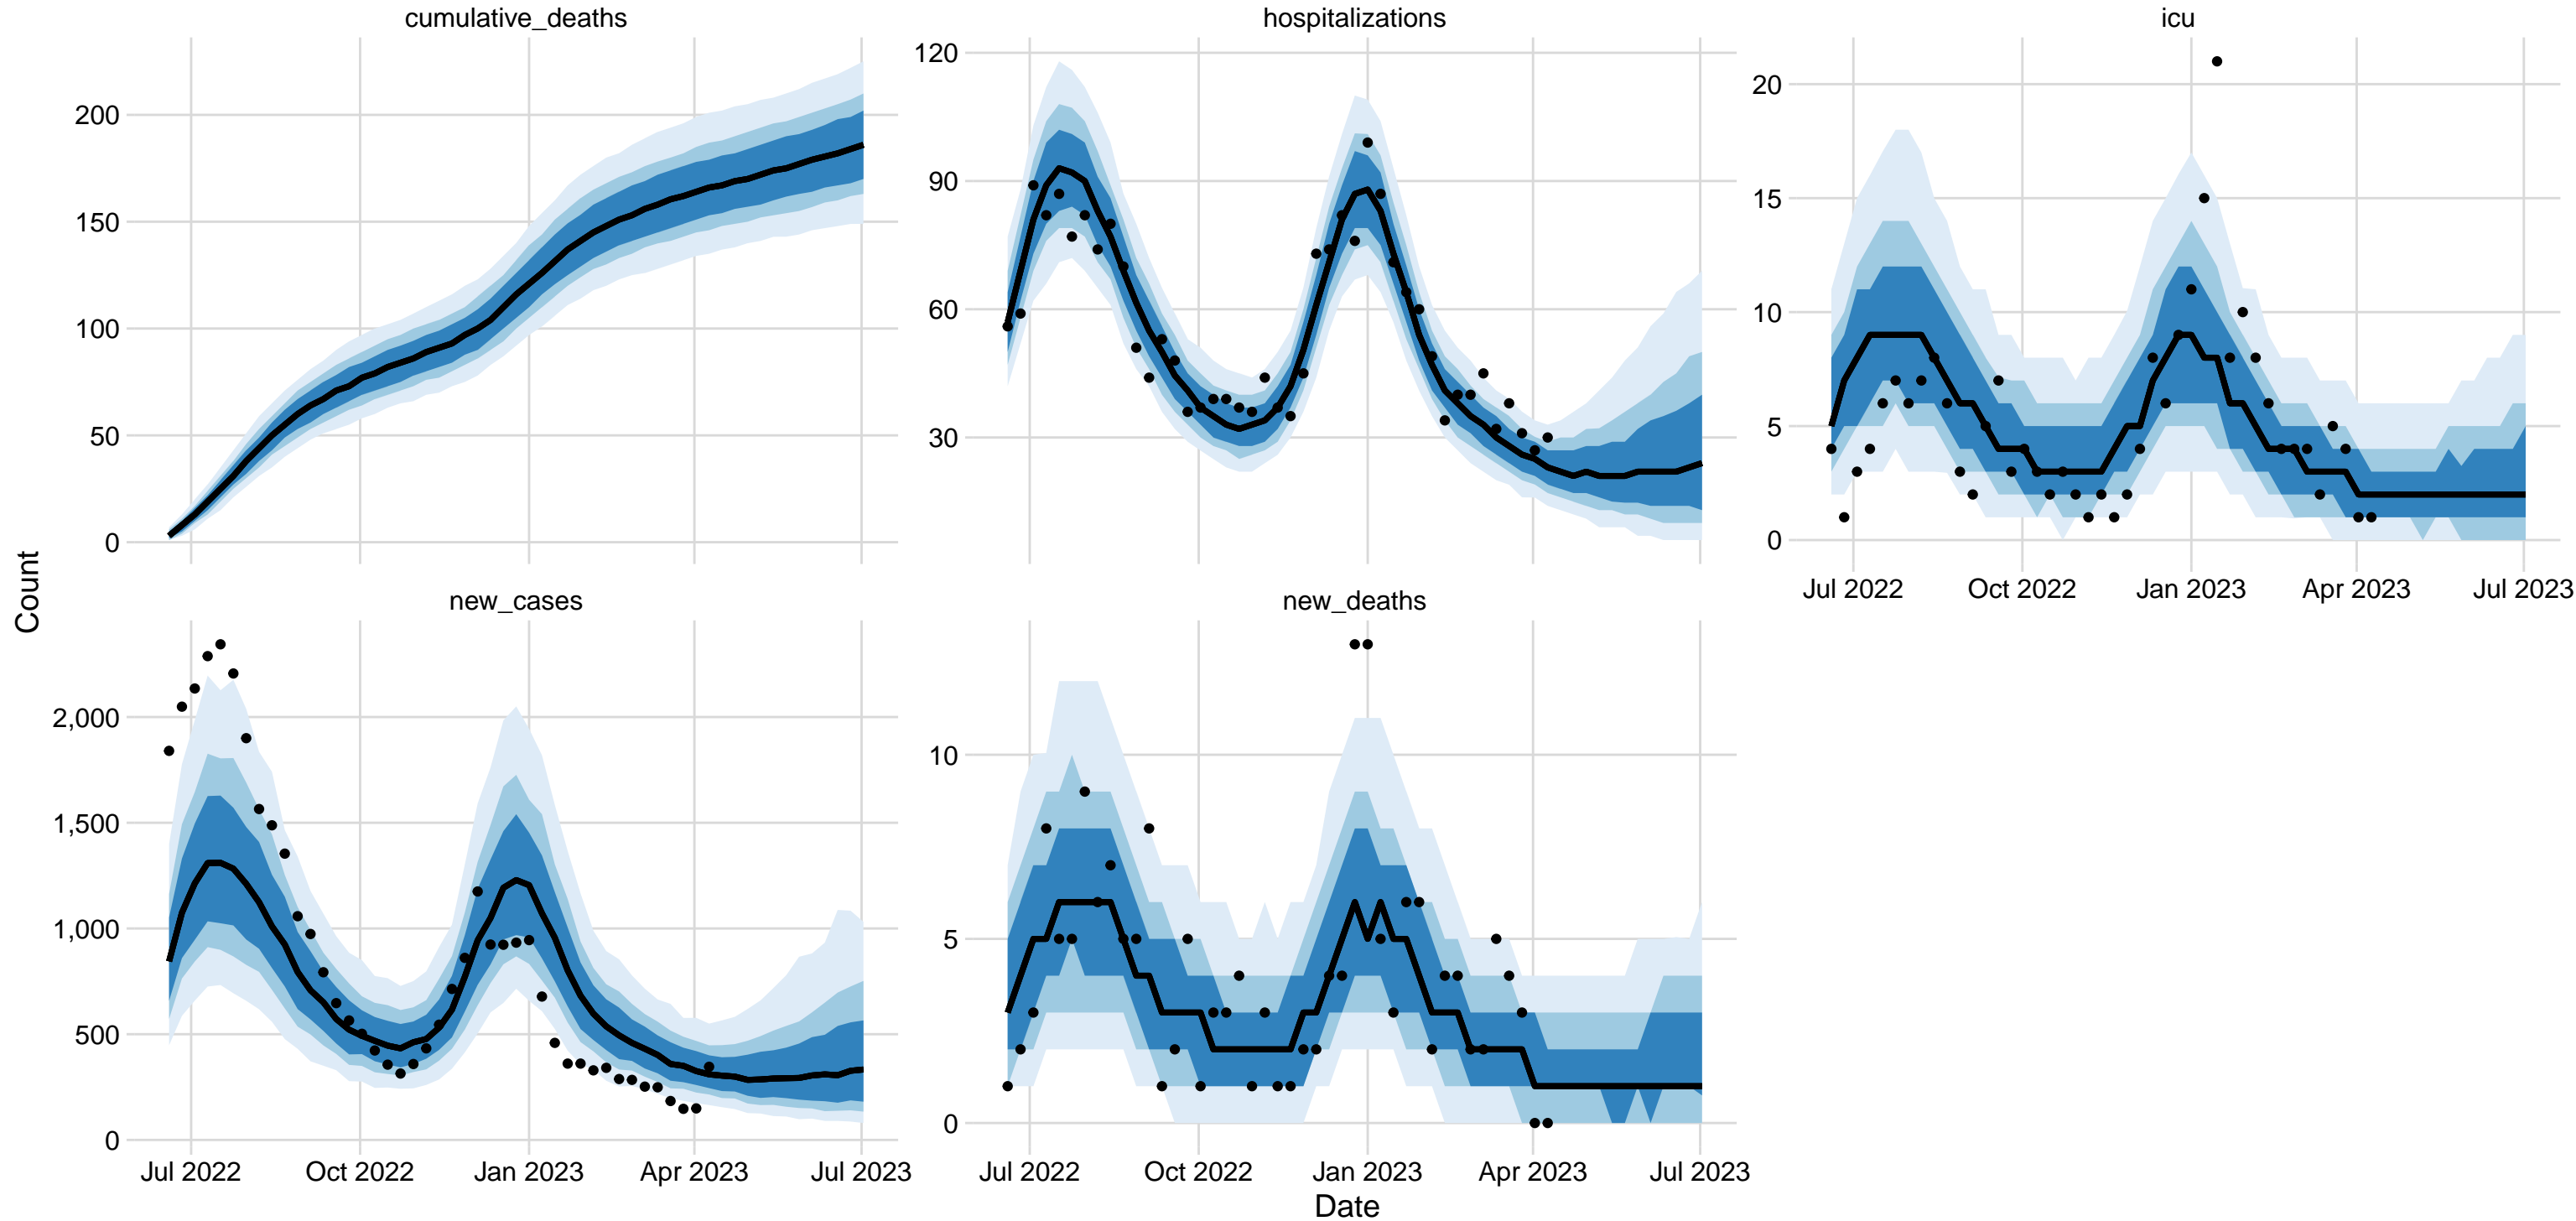 cumulative_deaths
hospitalizations
icu
200
150
100
50
0
120
90
60
30
20
15
10
5
0
Jul 2022
Oct 2022
Jan 2023
Apr 2023
Jul 2023
Count
new_cases
new_deaths
2,000
1,500
1,000
500
0
10
5
0
Jul 2022
Oct 2022
Jan 2023
Apr 2023
Jul 2023
Jul 2022
Oct 2022
Jan 2023
Apr 2023
Jul 2023
Date